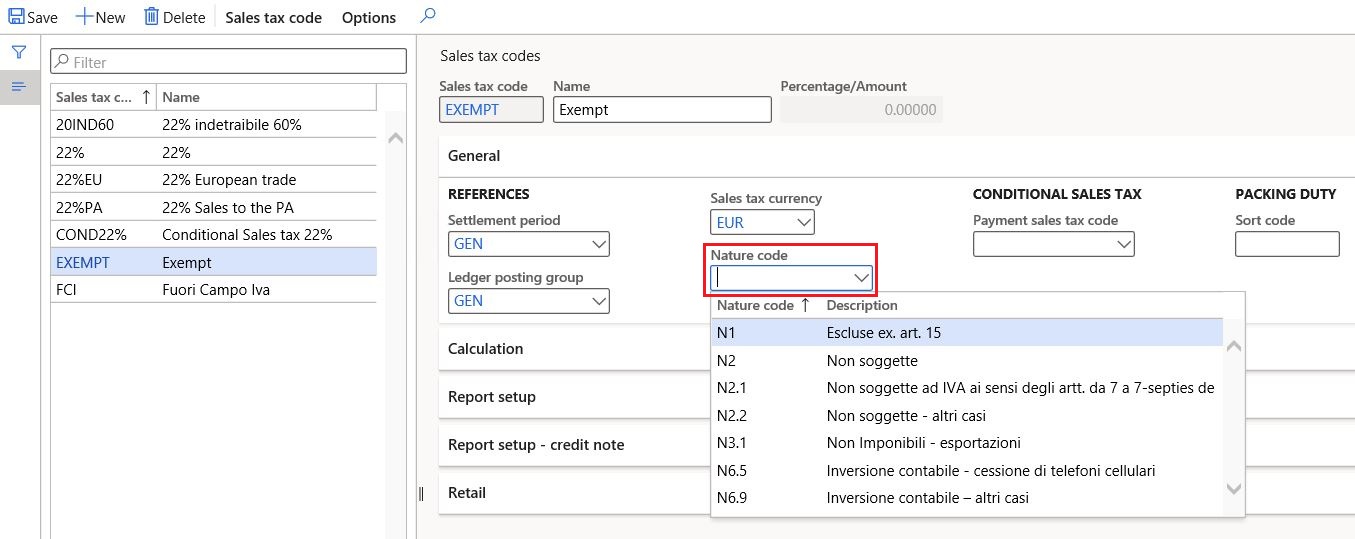 Save New Delete Sales tax code Options
Filter
Sales tax c... ↑ Name
20IND60 22% indetraibile 60%
22% 22%
22%EU 22% European trade
22%PA 22% Sales to the PA
COND22% Conditional Sales tax 22%
EXEMPT Exempt
FCI Fuori Campo Iva
Sales tax codes
Sales tax code Name Percentage/Amount
EXEMPT Exempt 0.00000
General
REFERENCES
Settlement period
GEN
Ledger posting group
GEN
Sales tax currency
EUR
Nature code
CONDITIONAL SALES TAX
Payment sales tax code
PACKING DUTY
Sort code
Nature code ↑ Description
N1 Escluse ex. art. 15
N2 Non soggette
N2.1 Non soggette ad IVA ai sensi degli artt. da 7 a 7-septies de
N2.2 Non soggette - altri casi
N3.1 Non Imponibili - esportazioni
N6.5 Inversione contabile - cessione di telefoni cellulari
N6.9 Inversione contabile – altri casi
Calculation
Report setup
Report setup - credit note
Retail